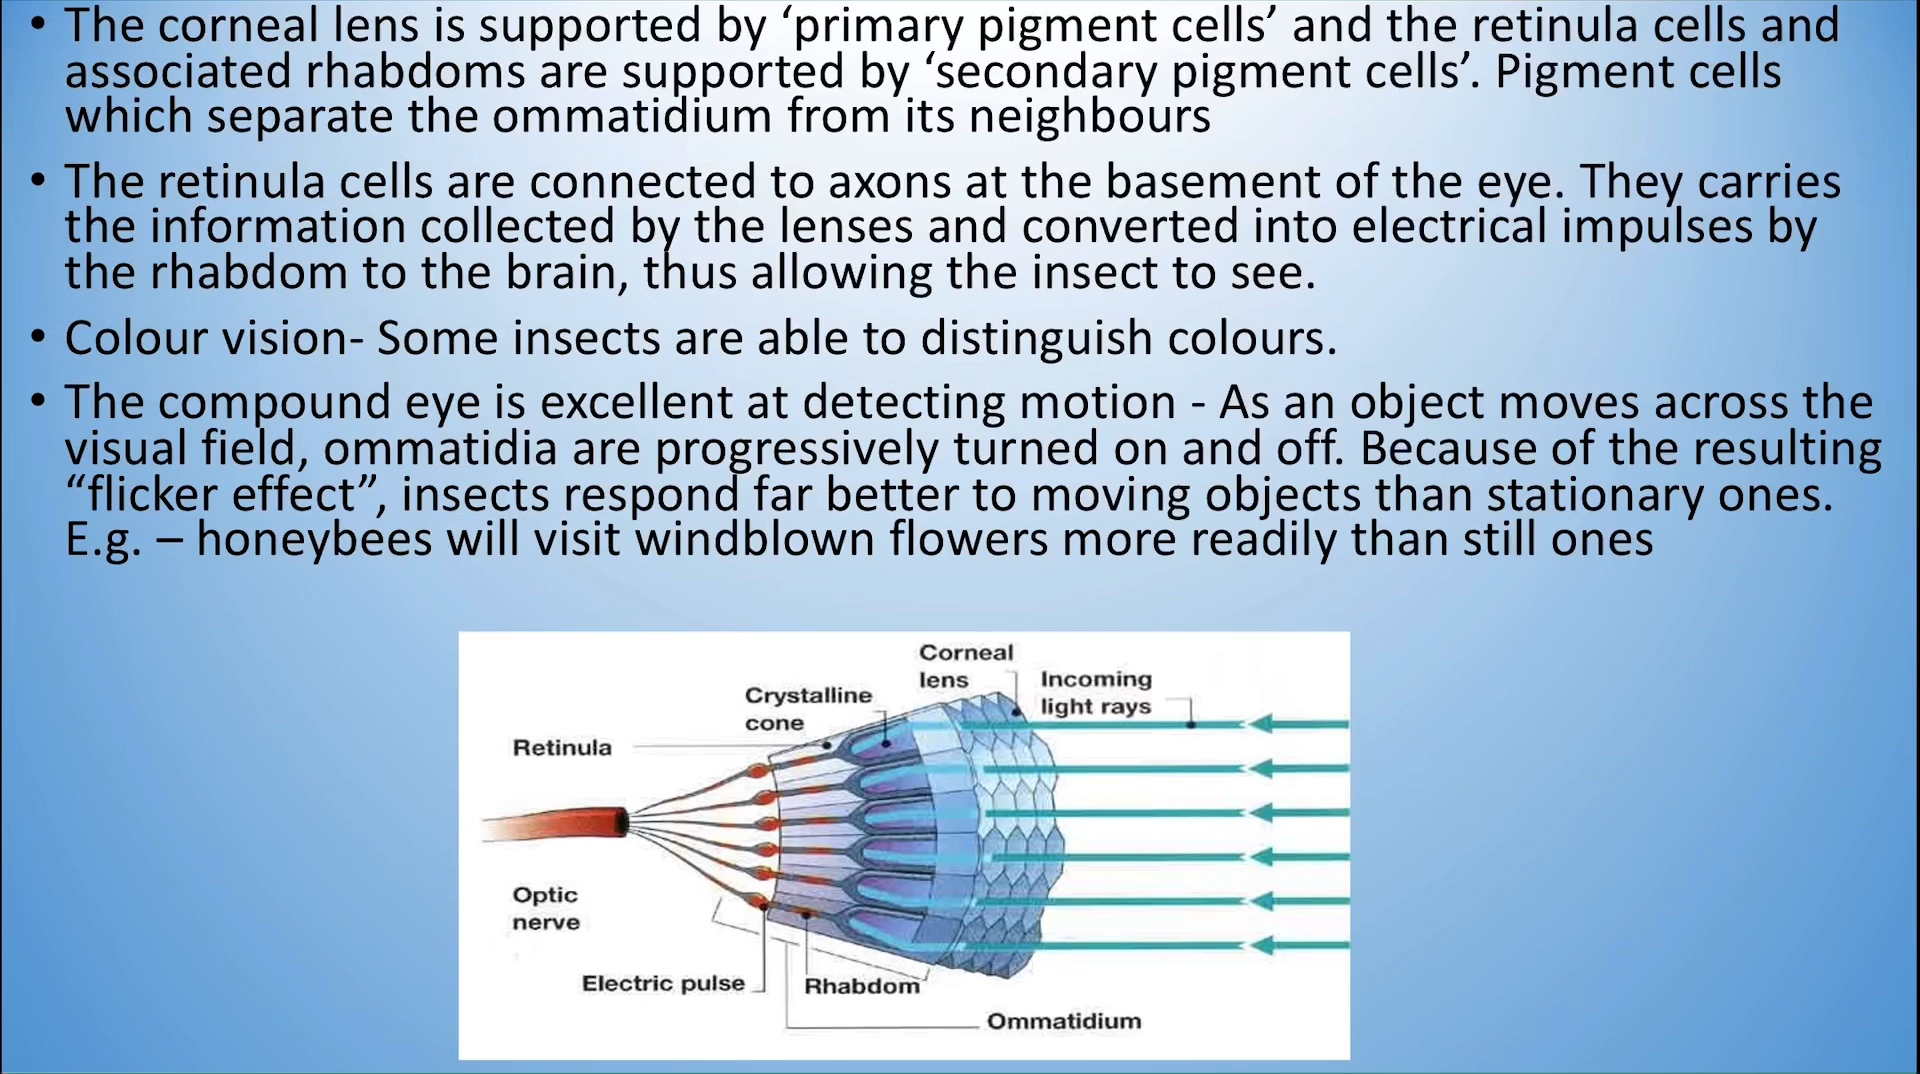 • The corneal lens is supported by ‘primary pigment cells’ and the retinula cells and
associated rhabdoms are supported by ‘secondary pigment cells’. Pigment cells
which separate the ommatidium from its neighbours
• The retinula cells are connected to axons at the basement of the eye. They carries
the information collected by the lenses and converted into electrical impulses by
the rhabdom to the brain, thus allowing the insect to see.
• Colour vision- Some insects are able to distinguish colours.
• The compound eye is excellent at detecting motion - As an object moves across the
visual field, ommatidia are progressively turned on and off. Because of the resulting
“flicker effect”, insects respond far better to moving objects than stationary ones.
E.g. – honeybees will visit windblown flowers more readily than still ones
Corneal
lens
Incoming
light rays
Crystalline
cone
Retinula
Optic
nerve
Electric pulse
Rhabdom
Ommatidium